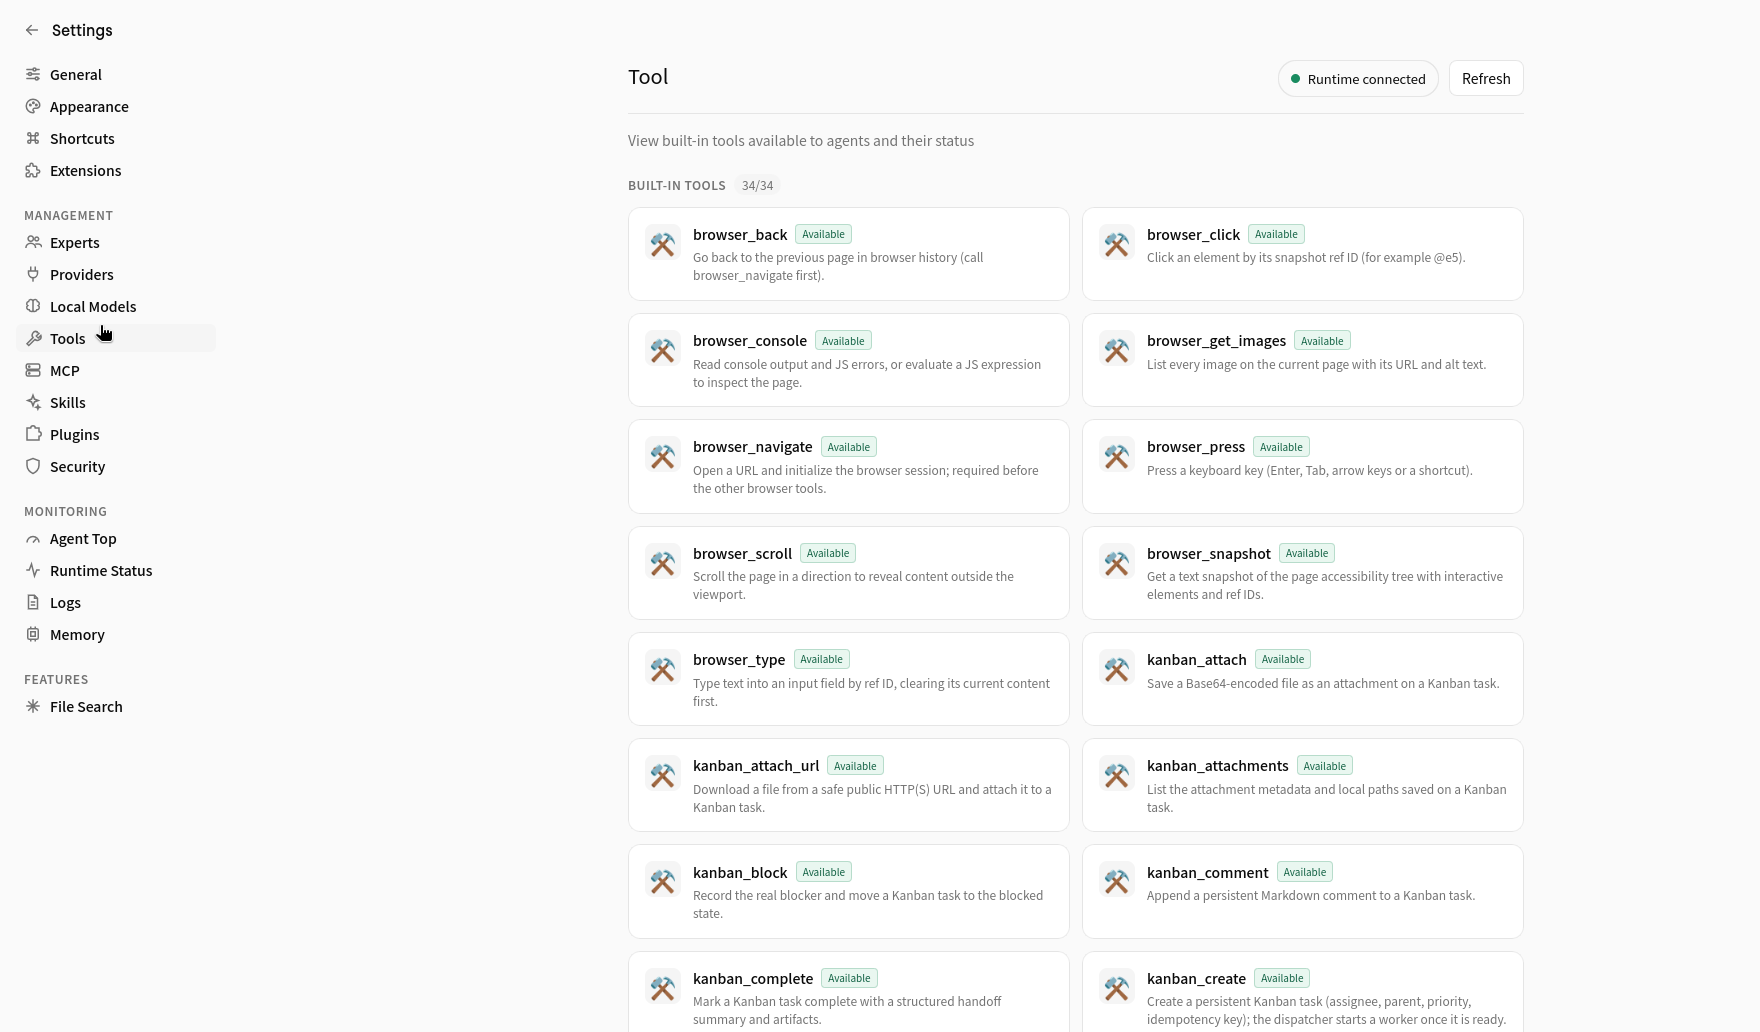 Settings
General
Appearance
Shortcuts
Extensions
MANAGEMENT
Experts
Providers
Local Models
Tools
MCP
Skills
Plugins
Security
MONITORING
Agent Top
Runtime Status
Logs
Memory
FEATURES
File Search
Tool
Runtime connected
Refresh
View built-in tools available to agents and their status
BUILT-IN TOOLS 34/34
browser_back Available
Go back to the previous page in browser history (call
browser_navigate first).
browser_click Available
Click an element by its snapshot ref ID (for example @e5).
browser_console Available
Read console output and JS errors, or evaluate a JS expression
to inspect the page.
browser_get_images Available
List every image on the current page with its URL and alt text.
browser_navigate Available
Open a URL and initialize the browser session; required before
the other browser tools.
browser_press Available
Press a keyboard key (Enter, Tab, arrow keys or a shortcut).
browser_scroll Available
Scroll the page in a direction to reveal content outside the
viewport.
browser_snapshot Available
Get a text snapshot of the page accessibility tree with interactive
elements and ref IDs.
browser_type Available
Type text into an input field by ref ID, clearing its current content
first.
kanban_attach Available
Save a Base64-encoded file as an attachment on a Kanban task.
kanban_attach_url Available
Download a file from a safe public HTTP(S) URL and attach it to a
Kanban task.
kanban_attachments Available
List the attachment metadata and local paths saved on a Kanban
task.
kanban_block Available
Record the real blocker and move a Kanban task to the blocked
state.
kanban_comment Available
Append a persistent Markdown comment to a Kanban task.
kanban_complete Available
Mark a Kanban task complete with a structured handoff
summary and artifacts.
kanban_create Available
Create a persistent Kanban task (assignee, parent, priority,
idempotency key); the dispatcher starts a worker once it is ready.